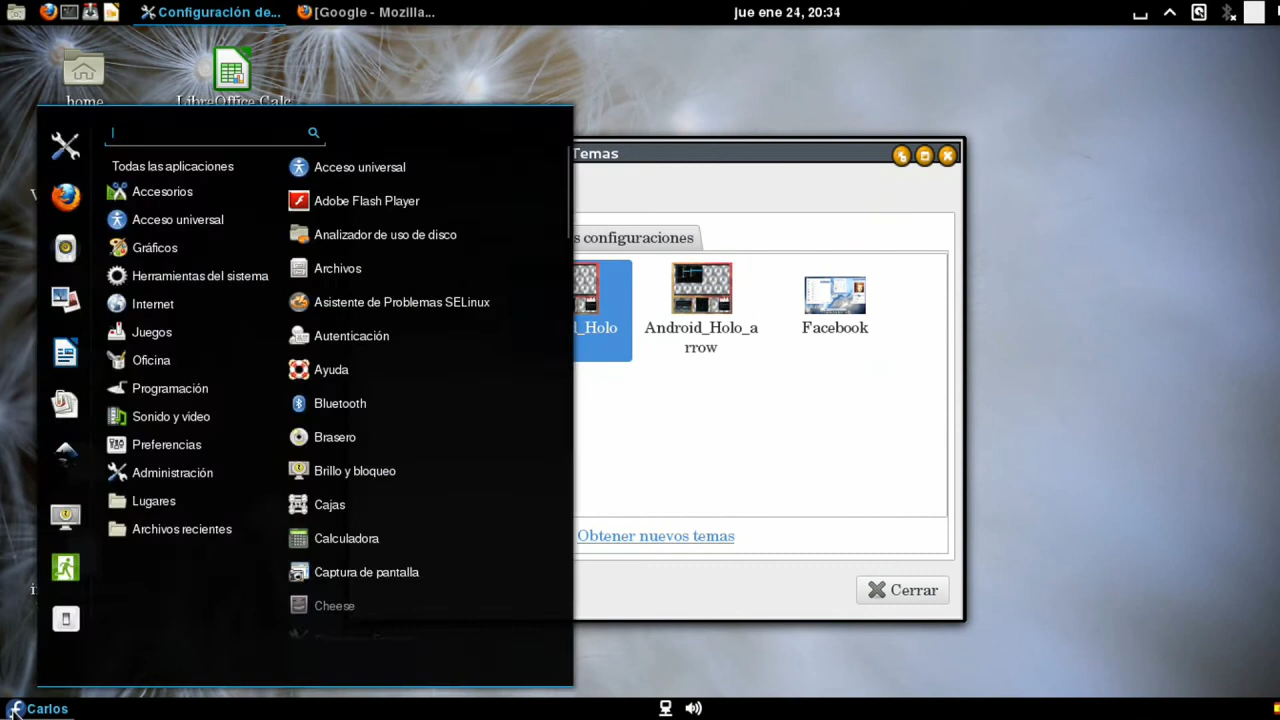 Configuración de...
[Google - Mozilla...
jue ene 24, 20:34
home
LibreOffice Calc
Todas las aplicaciones
Accesorios
Acceso universal
Gráficos
Herramientas del sistema
Internet
Juegos
Oficina
Programación
Sonido y video
Preferencias
Administración
Lugares
Archivos recientes
Acceso universal
Adobe Flash Player
Analizador de uso de disco
Archivos
Asistente de Problemas SELinux
Autenticación
Ayuda
Bluetooth
Brasero
Brillo y bloqueo
Cajas
Calculadora
Captura de pantalla
Cheese
Temas
s configuraciones
d_Holo
Android_Holo_a
rrow
Facebook
Obtener nuevos temas
Cerrar
Carlos